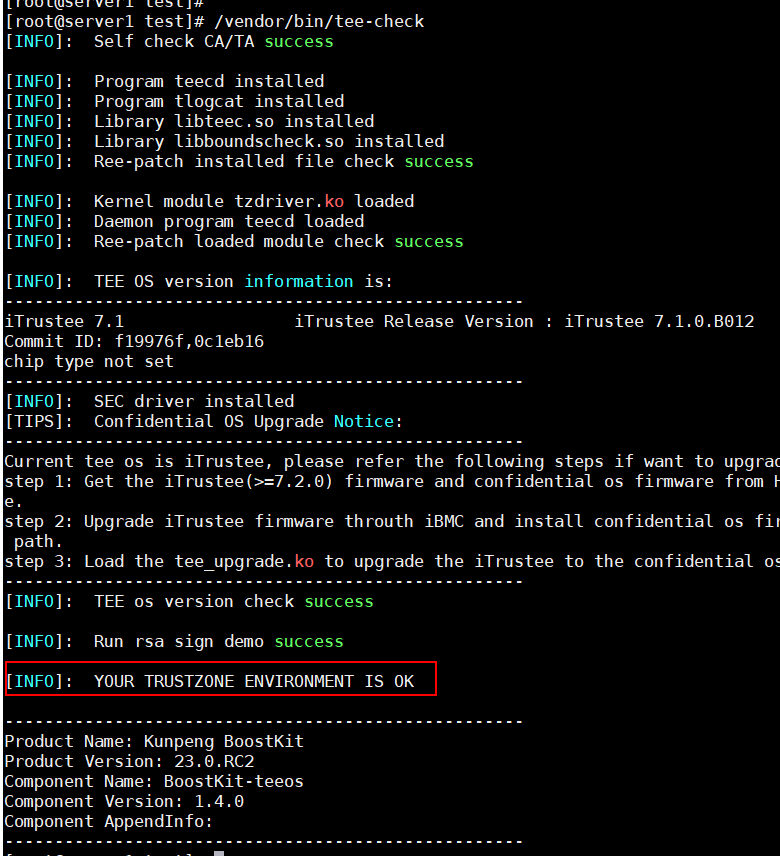 [root@server1 test]#
[root@server1 test]# /vendor/bin/tee-check
[INFO]:  Self check CA/TA success
[INFO]:  Program teecd installed
[INFO]:  Program tlogcat installed
[INFO]:  Library libteec.so installed
[INFO]:  Library libboundscheck.so installed
[INFO]:  Ree-patch installed file check success
[INFO]:  Kernel module tzdriver.ko loaded
[INFO]:  Daemon program teecd loaded
[INFO]:  Ree-patch loaded module check success
[INFO]:  TEE OS version information is:
----------------------------------------------------
iTrustee 7.1                 iTrustee Release Version : iTrustee 7.1.0.B012
Commit ID: f19976f,0c1eb16
chip type not set
----------------------------------------------------
[INFO]:  SEC driver installed
[TIPS]:  Confidential OS Upgrade Notice:
----------------------------------------------------
Current tee os is iTrustee, please refer the following steps if want to upgrad
step 1: Get the iTrustee(>=7.2.0) firmware and confidential os firmware from H
e.
step 2: Upgrade iTrustee firmware throuth iBMC and install confidential os fir
path.
step 3: Load the tee_upgrade.ko to upgrade the iTrustee to the confidential os
----------------------------------------------------
[INFO]:  TEE os version check success
[INFO]:  Run rsa sign demo success
[INFO]:  YOUR TRUSTZONE ENVIRONMENT IS OK
----------------------------------------------------
Product Name: Kunpeng BoostKit
Product Version: 23.0.RC2
Component Name: BoostKit-teeos
Component Version: 1.4.0
Component AppendInfo:
----------------------------------------------------